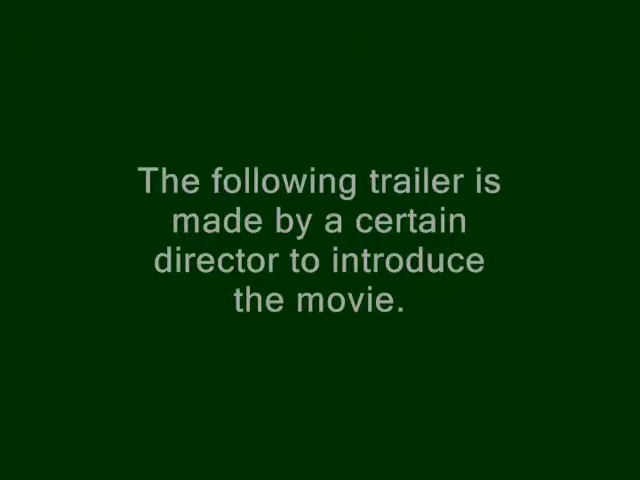 The following trailer is
made by a certain
director to introduce
the movie.